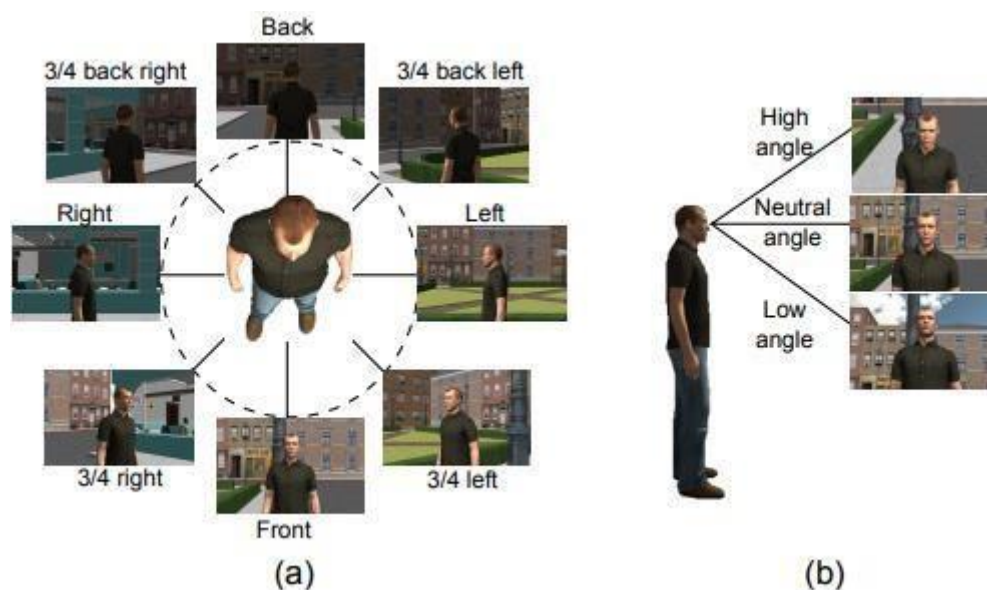 Back
3/4 back right
3/4 back left
Right
Left
3/4 right
3/4 left
Front
(a)
High
angle
Neutral
angle
Low
angle
(b)